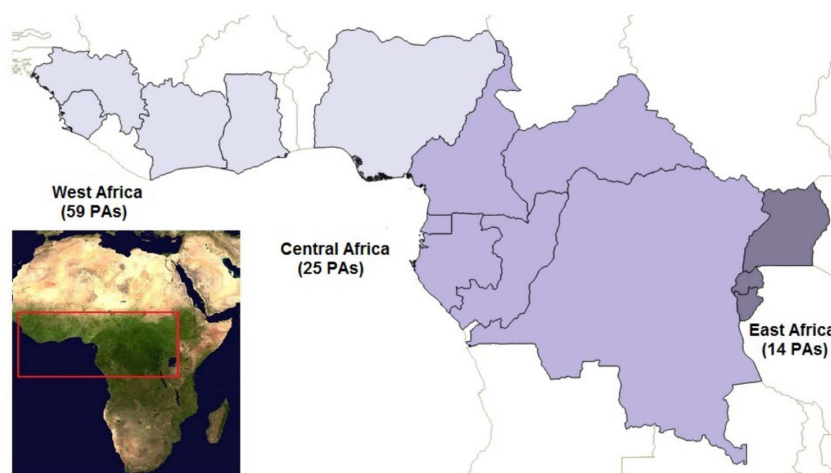 West Africa
(59 PAs)
Central Africa
(25 PAs)
East Africa
(14 PAs)